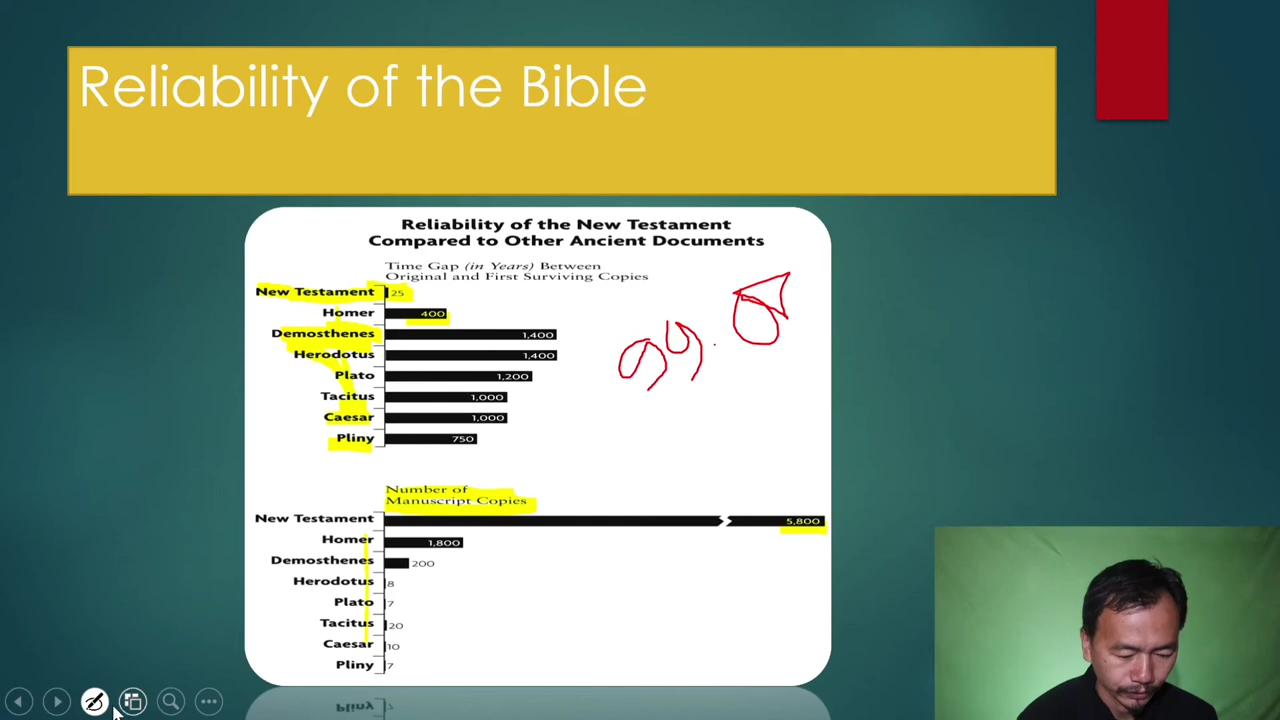 Reliability of the Bible
Reliability of the New Testament
Compared to Other Ancient Documents
Time Gap (in Years) Between
Original and First Surviving Copies
New Testament 25
Homer 400
Demosthenes 1,400
Herodotus 1,400
Plato 1,200
Tacitus 1,000
Caesar 1,000
Pliny 750
Number of
Manuscript Copies
New Testament 5,800
Homer 1,800
Demosthenes 200
Herodotus 8
Plato 7
Tacitus 20
Caesar 10
Pliny 7